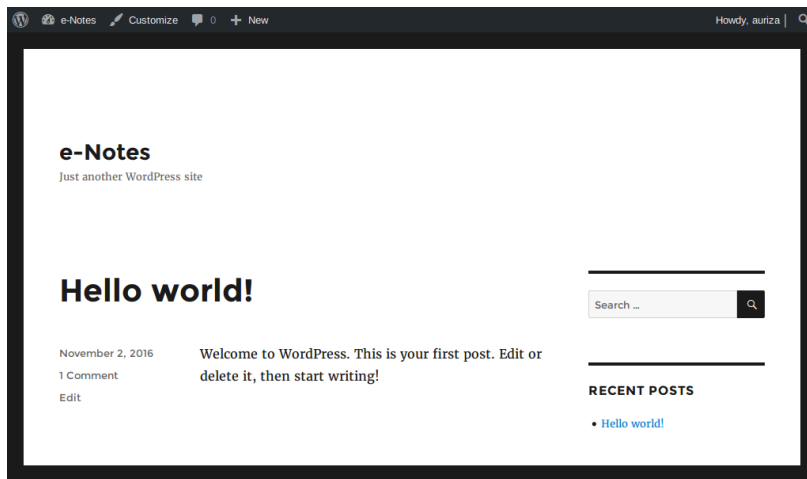 e-Notes Customize 0 New Howdy, auriza
e-Notes
Just another WordPress site
Hello world!
Search ...
November 2, 2016
Welcome to WordPress. This is your first post. Edit or
1 Comment
delete it, then start writing!
Edit
RECENT POSTS
Hello world!